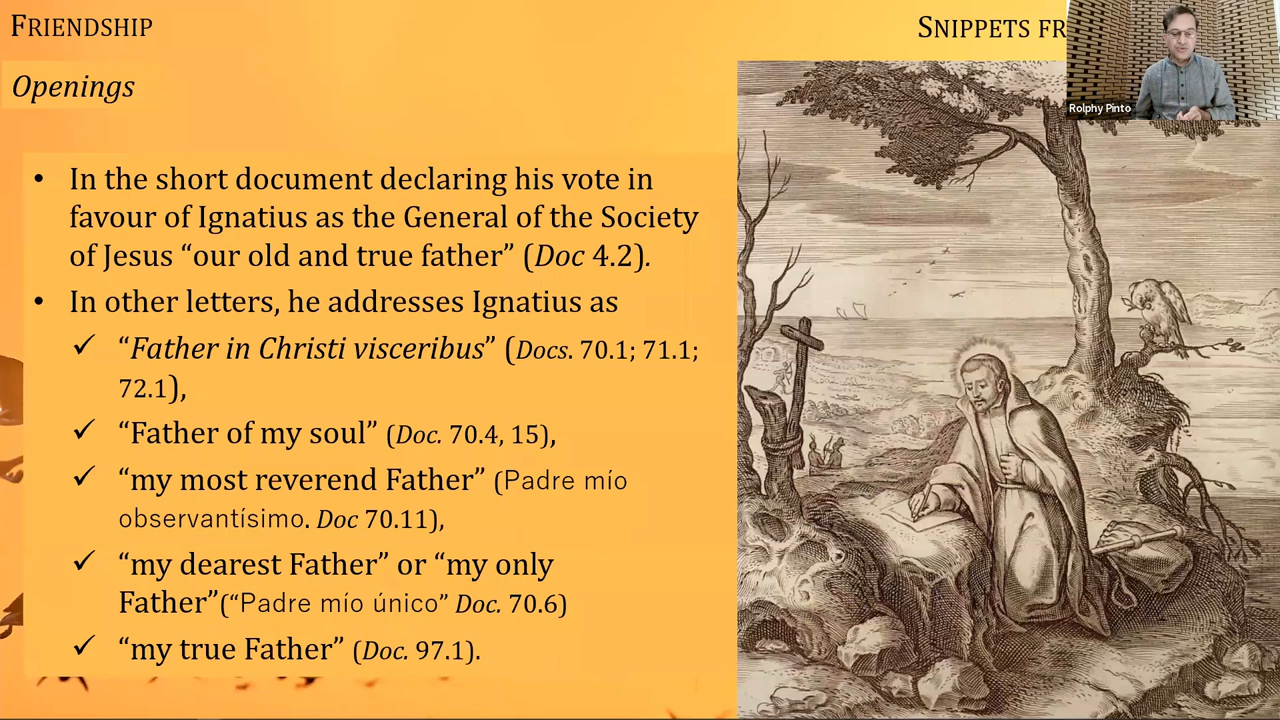 FRIENDSHIP
SNIPPETS FR
Rolphy Pinto
Openings
• In the short document declaring his vote in
favour of Ignatius as the General of the Society
of Jesus “our old and true father” (Doc 4.2).
• In other letters, he addresses Ignatius as
✓ “Father in Christi visceribus” (Docs. 70.1; 71.1;
72.1),
✓ “Father of my soul” (Doc. 70.4, 15),
✓ “my most reverend Father” (Padre mío
observantísimo. Doc 70.11),
✓ “my dearest Father” or “my only
Father”(“Padre mío único” Doc. 70.6)
✓ “my true Father” (Doc. 97.1).